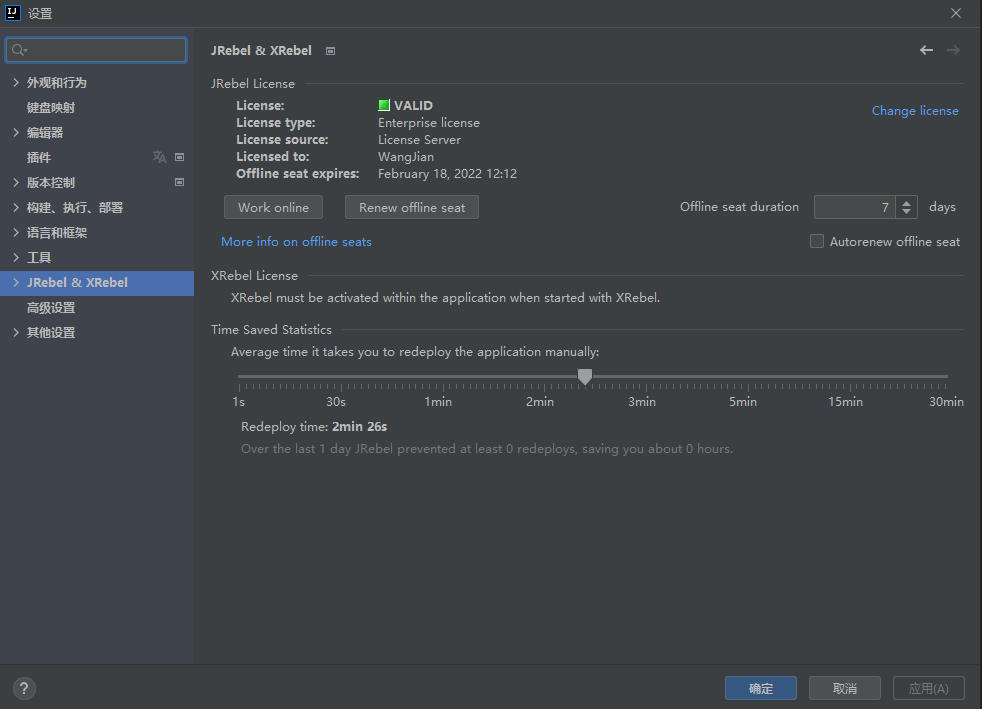 IJ 设置
外观和行为
键盘映射
编辑器
插件
版本控制
构建、执行、部署
语言和框架
工具
JRebel & XRebel
高级设置
其他设置
JRebel & XRebel
JRebel License
License: VALID
Change license
License type: Enterprise license
License source: License Server
Licensed to: WangJian
Offline seat expires: February 18, 2022 12:12
Work online Renew offline seat Offline seat duration 7 days
More info on offline seats Autorenew offline seat
XRebel License
XRebel must be activated within the application when started with XRebel.
Time Saved Statistics
Average time it takes you to redeploy the application manually:
1s 30s 1min 2min 3min 5min 15min 30min
Redeploy time: 2min 26s
Over the last 1 day JRebel prevented at least 0 redeploys, saving you about 0 hours.
? 确定 取消 应用(A)